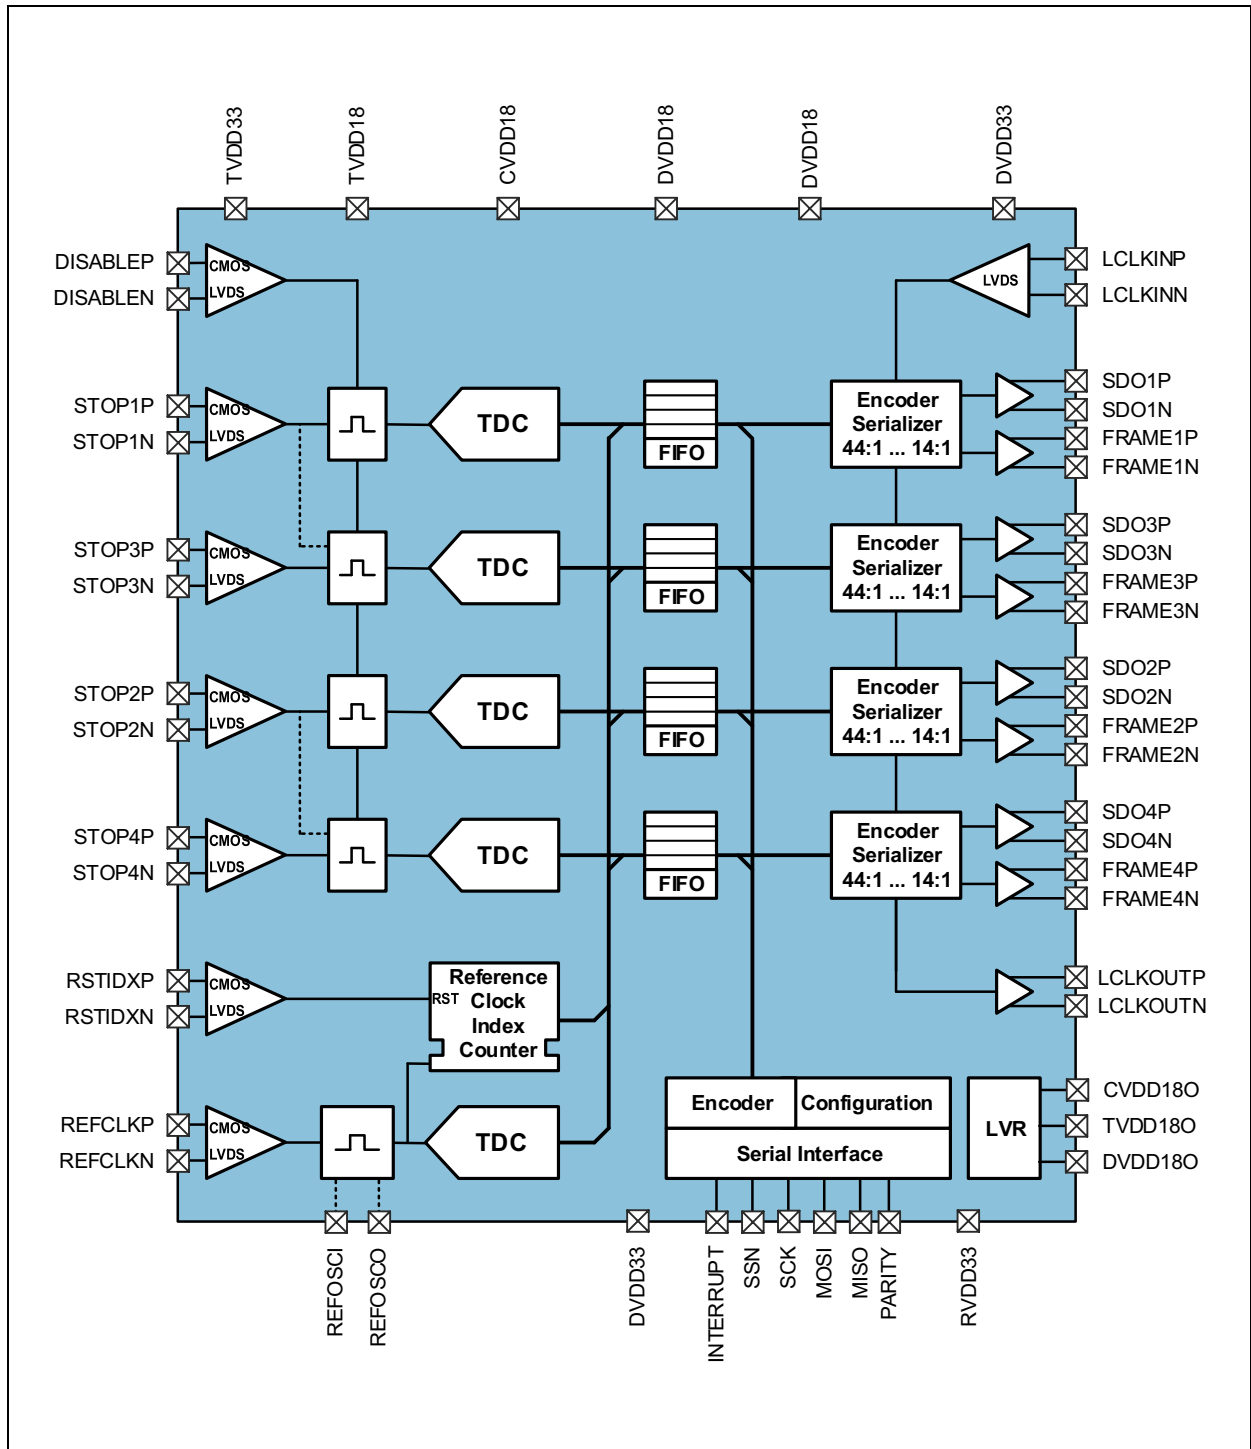 TVDD33
TVDD18
CVDD18
DVDD18
DVDD18
DVDD33
DISABLEP
DISABLEN
CMOS
LVDS
LVDS
LCLKINP
LCLKINN
STOP1P
STOP1N
CMOS
LVDS
TDC
FIFO
Encoder
Serializer
44:1 ... 14:1
SDO1P
SDO1N
FRAME1P
FRAME1N
STOP3P
STOP3N
CMOS
LVDS
TDC
FIFO
Encoder
Serializer
44:1 ... 14:1
SDO3P
SDO3N
FRAME3P
FRAME3N
STOP2P
STOP2N
CMOS
LVDS
TDC
FIFO
Encoder
Serializer
44:1 ... 14:1
SDO2P
SDO2N
FRAME2P
FRAME2N
STOP4P
STOP4N
CMOS
LVDS
TDC
FIFO
Encoder
Serializer
44:1 ... 14:1
SDO4P
SDO4N
FRAME4P
FRAME4N
RSTIDXP
RSTIDXN
CMOS
LVDS
RST
Reference
Clock
Index
Counter
LCLKOUTP
LCLKOUTN
REFCLKP
REFCLKN
CMOS
LVDS
TDC
Encoder
Configuration
Serial Interface
LVR
CVDD18O
TVDD18O
DVDD18O
REFOSCI
REFOSCO
DVDD33
INTERRUPT
SSN
SCK
MOSI
MISO
PARITY
RVDD33